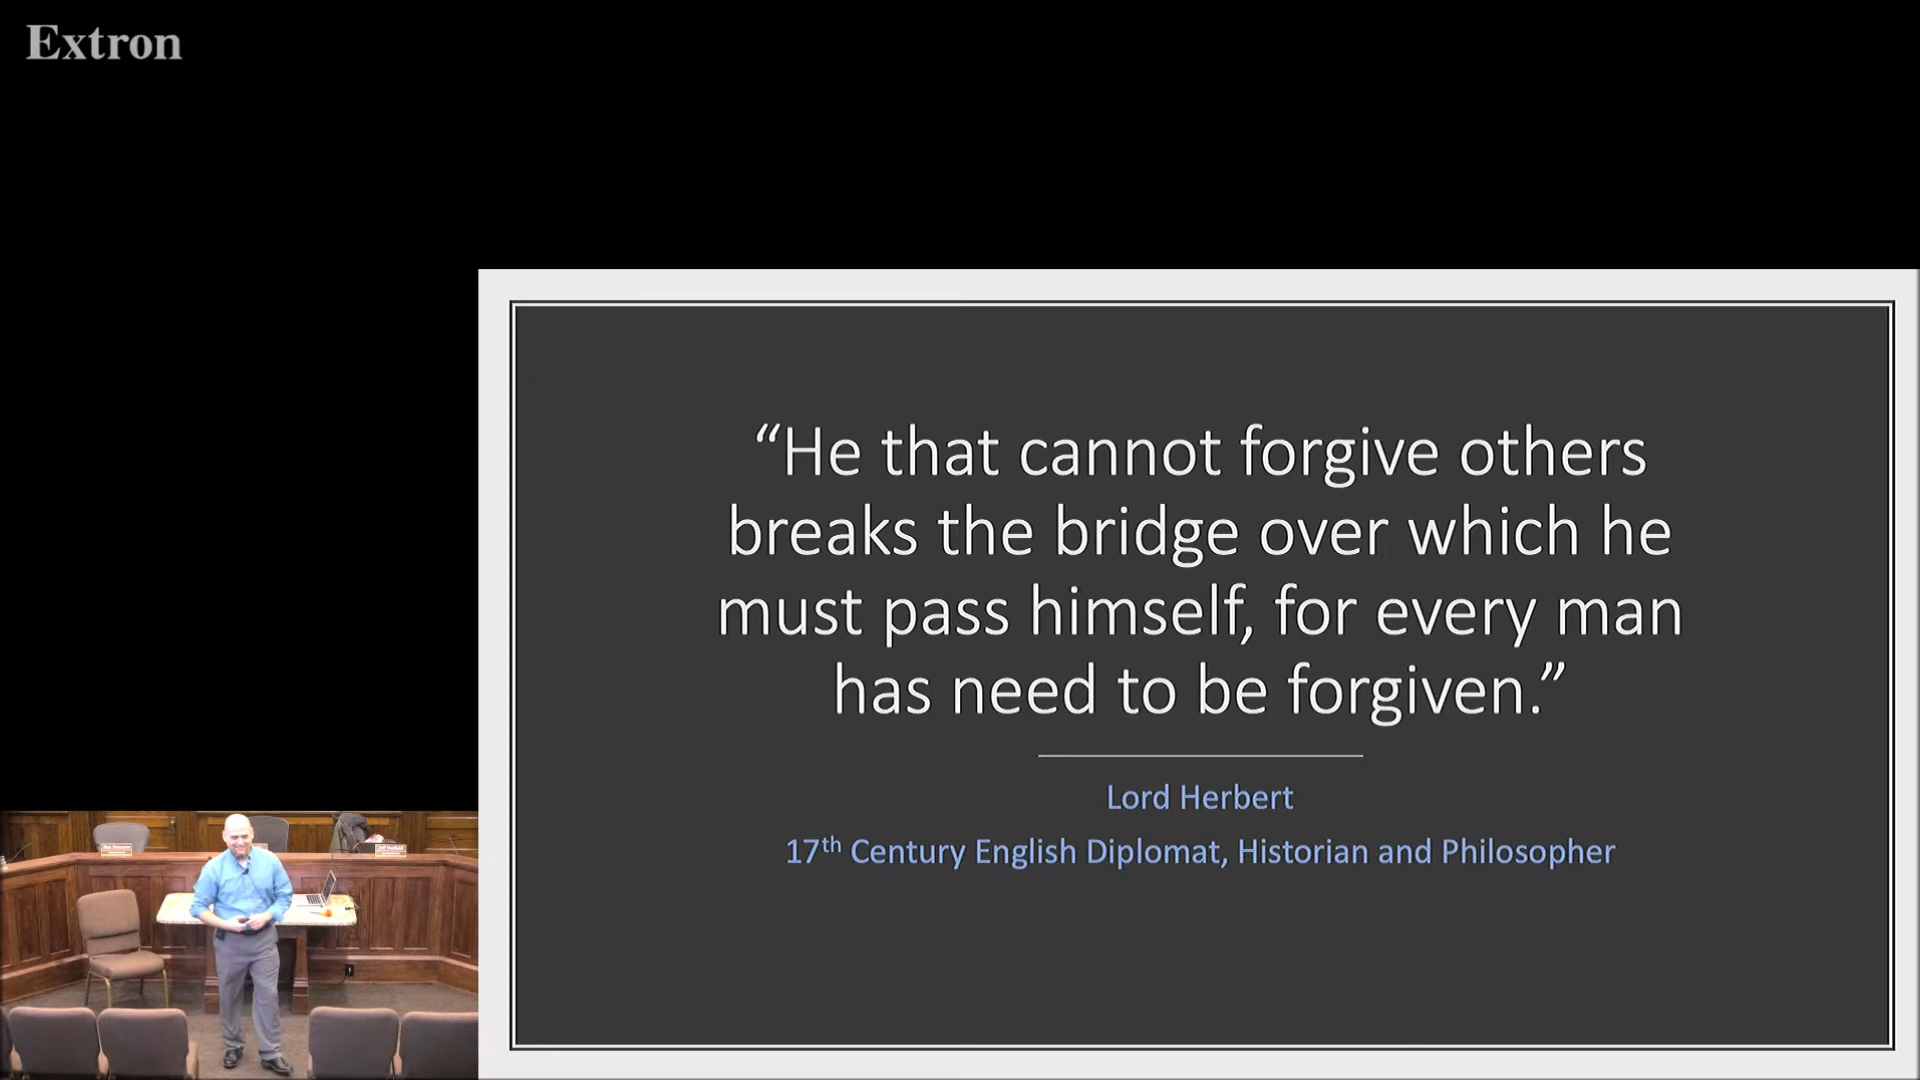 Extron
“He that cannot forgive others
breaks the bridge over which he
must pass himself, for every man
has need to be forgiven.”
Lord Herbert
17th Century English Diplomat, Historian and Philosopher